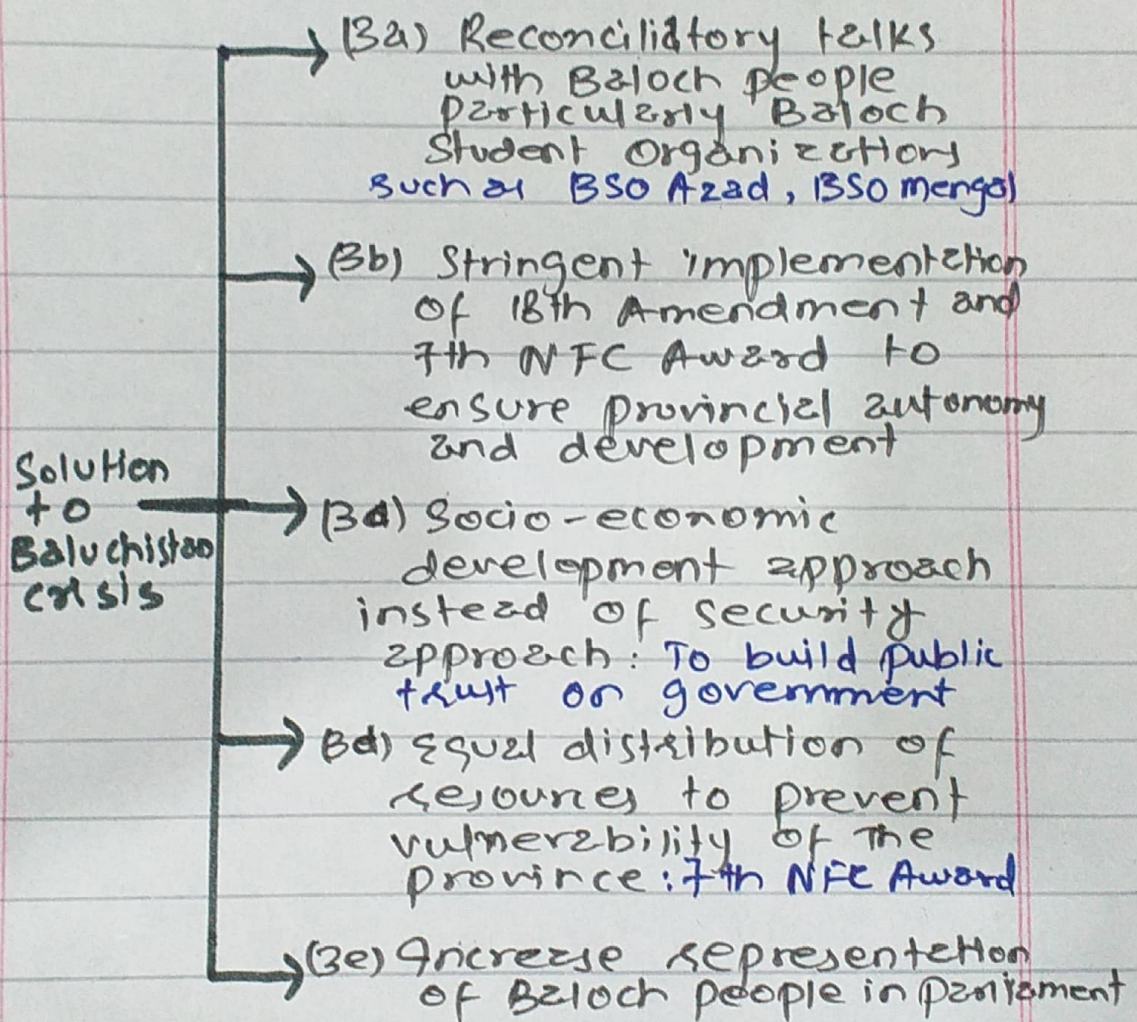 (3a) Reconciliatory talks
with Baloch people
particularly Baloch
Student Organizations
such as BSO Azad, BSO Mengal
(3b) Stringent implementation
of 18th Amendment and
7th NFC Award to
ensure provincial autonomy
and development
Solution
to
Baluchistan
crisis
(3d) Socio-economic
development approach
instead of security
approach: To build public
trust on government
3d) Equal distribution of
resources to prevent
vulnerability of the
province: 7th NFC Award
(3e) Increase representation
of Baloch people in parliament